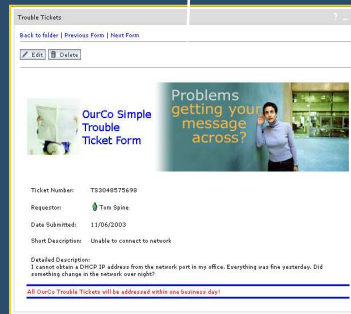 Trouble Tickets
? _
Back to folder | Previous Form | Next Form
Edit Delete
OurCo Simple
Trouble
Ticket Form
Problems
getting your
message
across?
Ticket Number: TS3048575698
Requestor: Tom Spine
Date Submitted: 11/06/2003
Short Description: Unable to connect to network
Detailed Description:
I cannot obtain a DHCP IP address from the network port in my office. Everything was fine yesterday. Did
something change in the network over night?
All OurCo Trouble Tickets will be addressed within one business day!